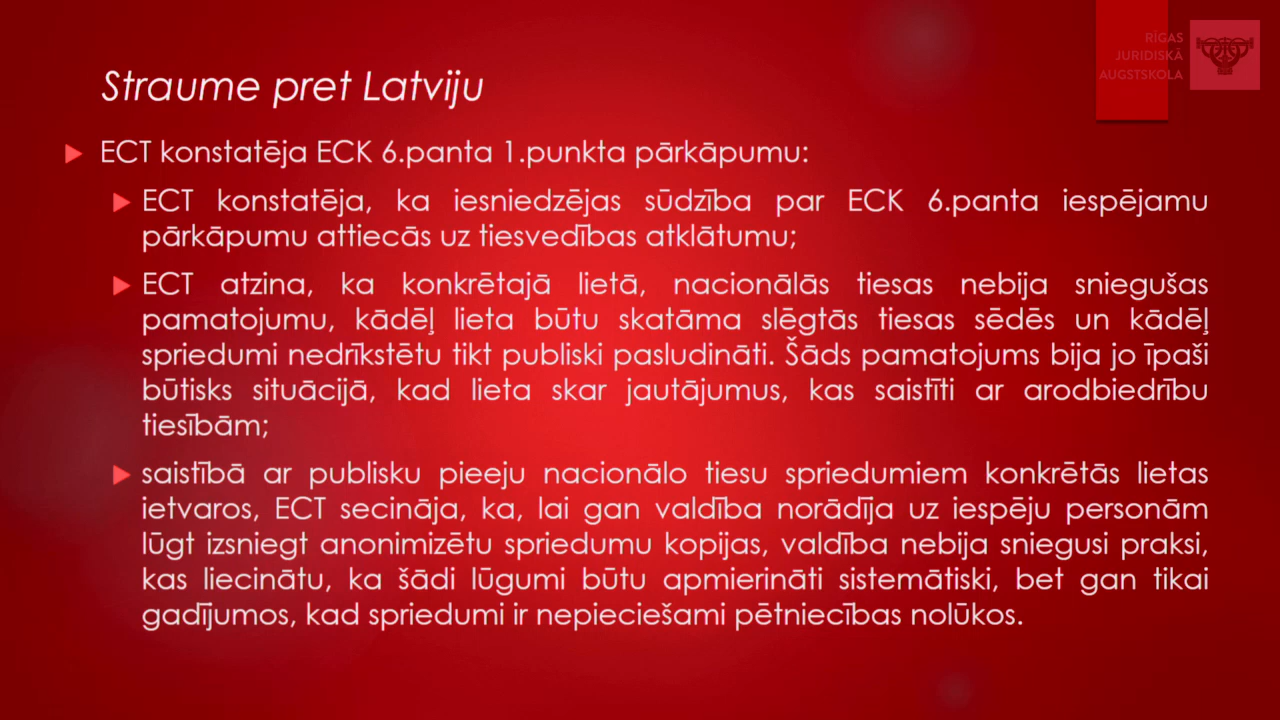 RĪGAS
JURIDISKĀ
AUGSTSKOLA
Straume pret Latviju
ECT konstatēja ECK 6.panta 1.punkta pārkāpumu:
ECT konstatēja, ka iesniedzējas sūdzība par ECK 6.panta iespējamu
pārkāpumu attiecās uz tiesvedības atklātumu;
ECT atzina, ka konkrētajā lietā, nacionālās tiesas nebija sniegušas
pamatojumu, kādēļ lieta būtu skatāma slēgtās tiesas sēdēs un kādēļ
spriedumi nedrīkstētu tikt publiski pasludināti. Šāds pamatojums bija jo īpaši
būtisks situācijā, kad lieta skar jautājumus, kas saistīti ar arodbiedrību
tiesībām;
saistībā ar publisku pieeju nacionālo tiesu spriedumiem konkrētās lietas
ietvaros, ECT secināja, ka, lai gan valdība norādīja uz iespēju personām
lūgt izsniegt anonimizētu spriedumu kopijas, valdība nebija sniegusi praksi,
kas liecinātu, ka šādi lūgumi būtu apmierināti sistemātiski, bet gan tikai
gadījumos, kad spriedumi ir nepieciešami pētniecības nolūkos.